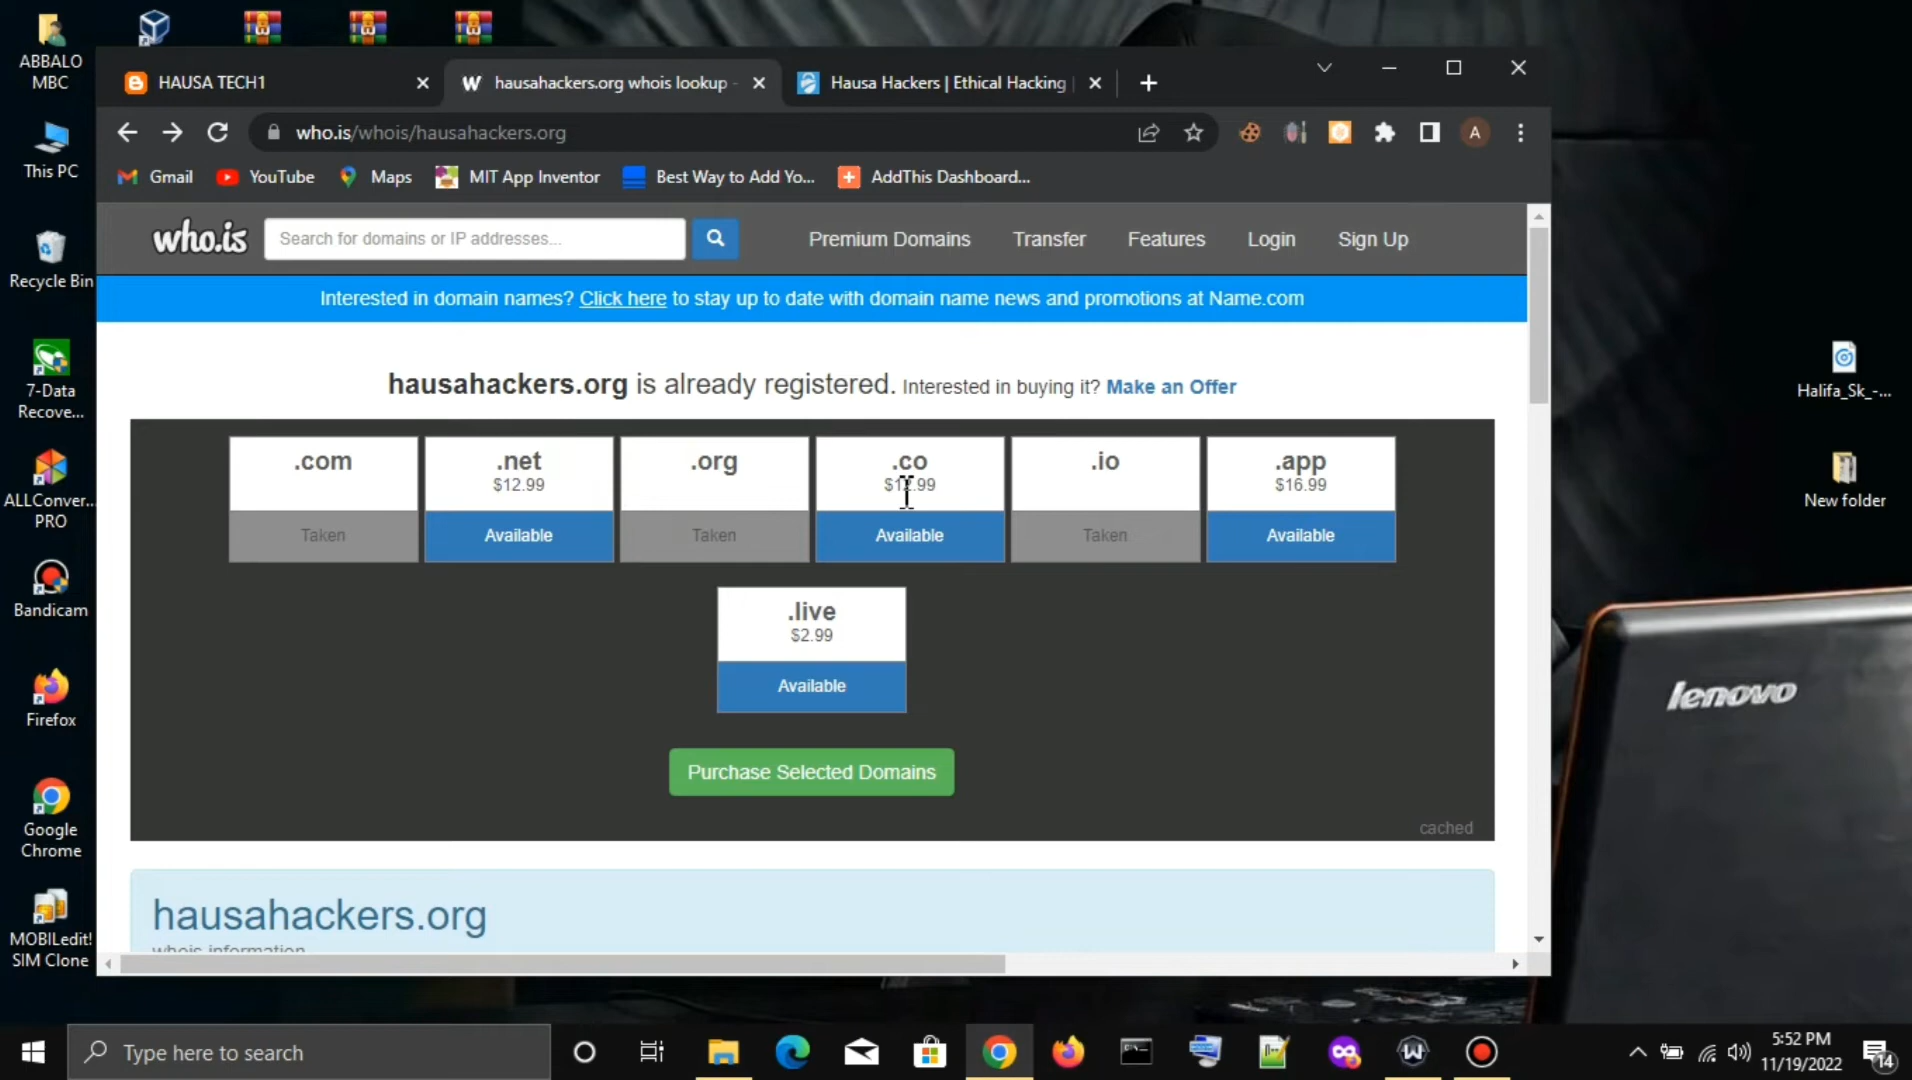 ABBALO
MBC
This PC
Recycle Bin
7-Data
Recove...
ALLConver...
PRO
Bandicam
Firefox
Google
Chrome
MOBILedit!
SIM Clone
HAUSA TECH1
hausahackers.org whois lookup -
Hausa Hackers | Ethical Hacking |
who.is/whois/hausahackers.org
A
Gmail
YouTube
Maps
MIT App Inventor
Best Way to Add Yo...
AddThis Dashboard...
who.is
Search for domains or IP addresses...
Premium Domains
Transfer
Features
Login
Sign Up
Interested in domain names? Click here to stay up to date with domain name news and promotions at Name.com
hausahackers.org is already registered. Interested in buying it? Make an Offer
.com
Taken
.net
$12.99
Available
.org
Taken
.co
$12.99
Available
.io
Taken
.app
$16.99
Available
.live
$2.99
Available
Purchase Selected Domains
cached
hausahackers.org
whois information
Halifa_Sk_-...
New folder
lenovo
Type here to search
5:52 PM
11/19/2022
14